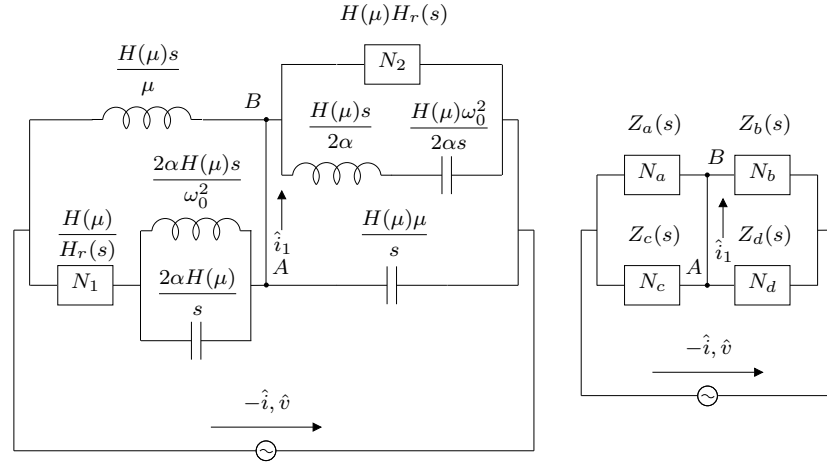 H(μ)H_r(s)
N_2
H(μ)s / μ
B
H(μ)s / 2α
H(μ)ω_0^2 / 2αs
2αH(μ)s / ω_0^2
î_1
H(μ)μ / s
H(μ) / H_r(s)
N_1
2αH(μ) / s
A
−î, v̂
Z_a(s) Z_b(s)
N_a B N_b
Z_c(s) î_1 Z_d(s)
N_c A N_d
−î, v̂